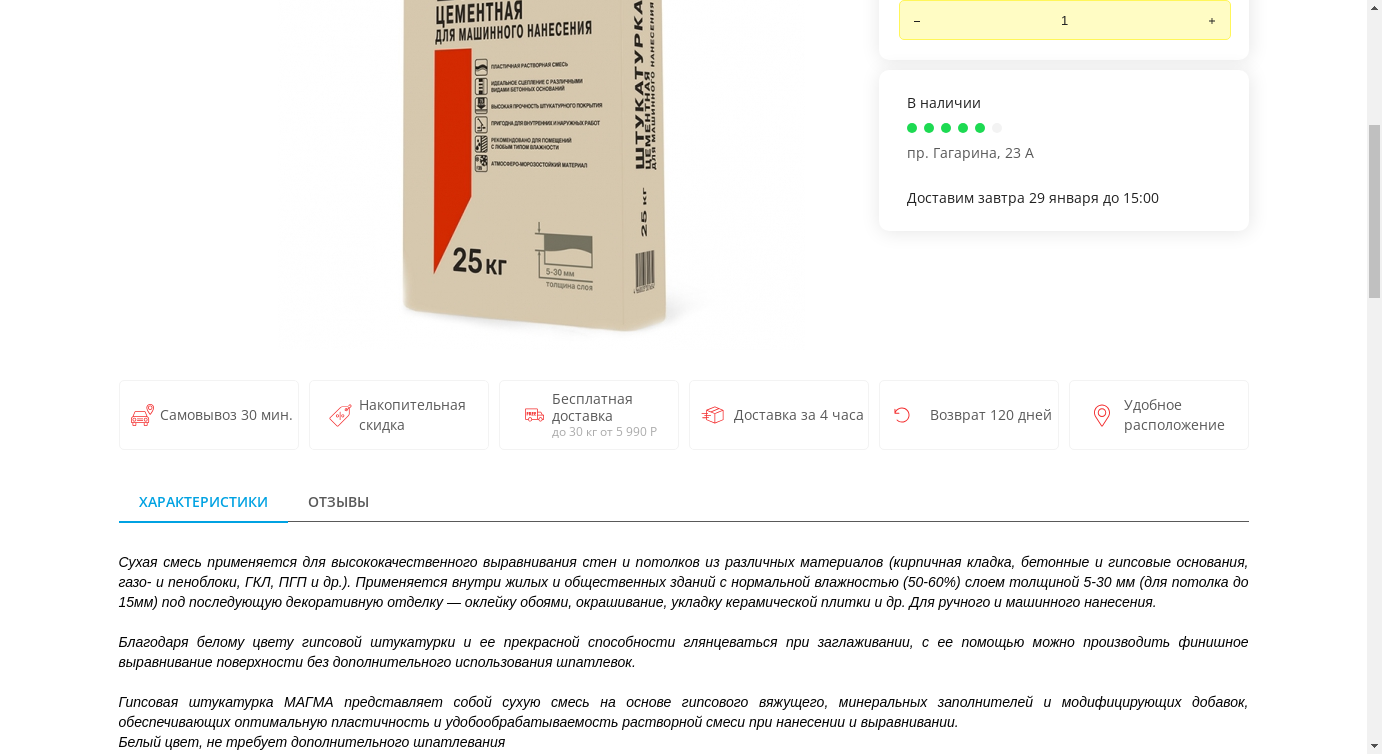 ЦЕМЕНТНАЯ
ДЛЯ МАШИННОГО НАНЕСЕНИЯ
ПЛАСТИЧНАЯ РАСТВОРНАЯ СМЕСЬ
ИДЕАЛЬНОЕ СЦЕПЛЕНИЕ С РАЗЛИЧНЫМИ
ВИДАМИ БЕТОННЫХ ОСНОВАНИЙ
ВЫСОКАЯ ПРОЧНОСТЬ ШТУКАТУРНОГО ПОКРЫТИЯ
ПРИГОДНА ДЛЯ ВНУТРЕННИХ И НАРУЖНЫХ РАБОТ
РЕКОМЕНДОВАНО ДЛЯ ПОМЕЩЕНИЙ
С ЛЮБЫМ ТИПОМ ВЛАЖНОСТИ
АТМОСФЕРО-МОРОЗОСТОЙКИЙ МАТЕРИАЛ
25 кг
5-30 мм
толщина слоя
ШТУКАТУРКА
ЦЕМЕНТНАЯ
ДЛЯ МАШИННОГО НАНЕСЕНИЯ
25 кг
– 1 +
В наличии
пр. Гагарина, 23 А
Доставим завтра 29 января до 15:00
Самовывоз 30 мин.
Накопительная
скидка
Бесплатная
доставка
до 30 кг от 5 990 Р
Доставка за 4 часа
Возврат 120 дней
Удобное
расположение
ХАРАКТЕРИСТИКИ
ОТЗЫВЫ
Сухая смесь применяется для высококачественного выравнивания стен и потолков из различных материалов (кирпичная кладка, бетонные и гипсовые основания,
газо- и пеноблоки, ГКЛ, ПГП и др.). Применяется внутри жилых и общественных зданий с нормальной влажностью (50-60%) слоем толщиной 5-30 мм (для потолка до
15мм) под последующую декоративную отделку — оклейку обоями, окрашивание, укладку керамической плитки и др. Для ручного и машинного нанесения.
Благодаря белому цвету гипсовой штукатурки и ее прекрасной способности глянцеваться при заглаживании, с ее помощью можно производить финишное
выравнивание поверхности без дополнительного использования шпатлевок.
Гипсовая штукатурка МАГМА представляет собой сухую смесь на основе гипсового вяжущего, минеральных заполнителей и модифицирующих добавок,
обеспечивающих оптимальную пластичность и удобообрабатываемость растворной смеси при нанесении и выравнивании.
Белый цвет, не требует дополнительного шпатлевания